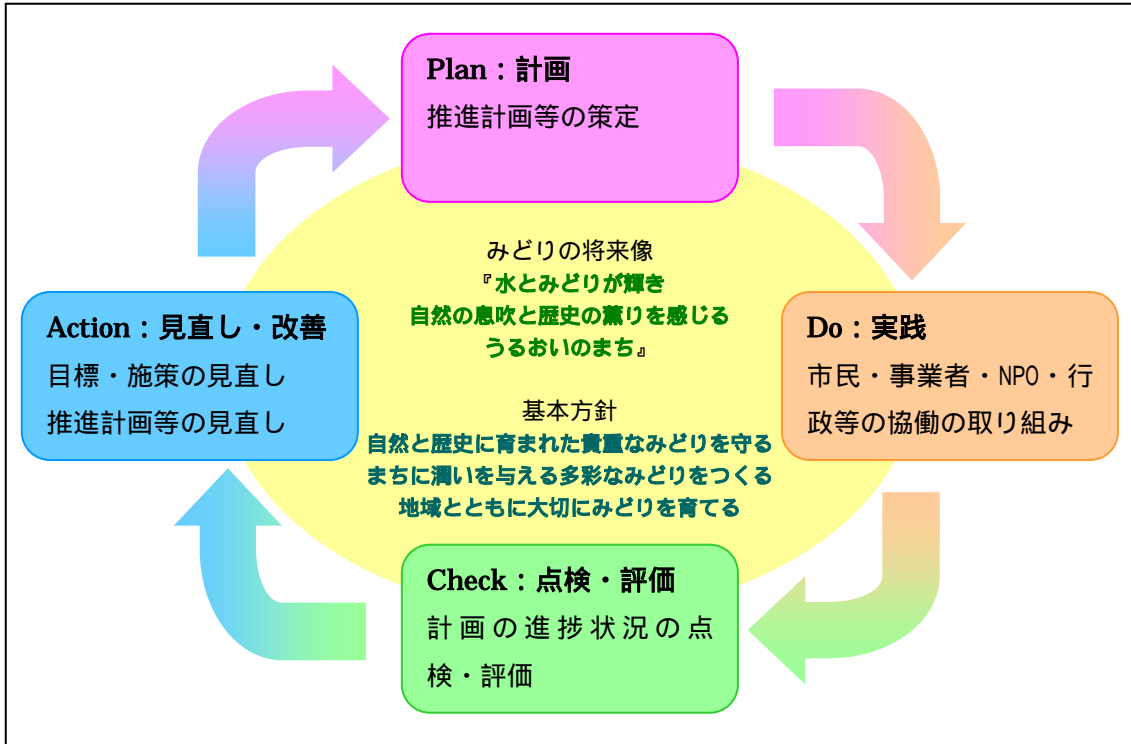 Plan:計画
推進計画等の策定
みどりの将来像
『水とみどりが輝き
自然の息吹と歴史の薫りを感じる
うるおいのまち』
基本方針
自然と歴史に育まれた貴重なみどりを守る
まちに潤いを与える多彩なみどりをつくる
地域とともに大切にみどりを育てる
Action:見直し・改善
目標・施策の見直し
推進計画等の見直し
Do:実践
市民・事業者・NPO・行
政等の協働の取り組み
Check:点検・評価
計画の進捗状況の点
検・評価